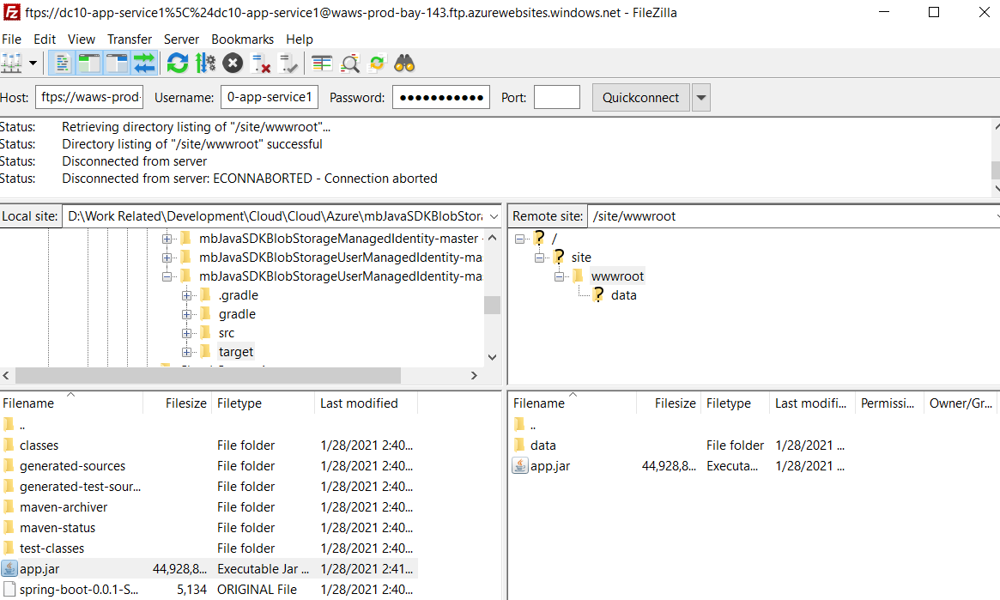 ftps://dc10-app-service1%5C%24dc10-app-service1@waws-prod-bay-143.ftp.azurewebsites.windows.net - FileZilla
File Edit View Transfer Server Bookmarks Help
Host: ftps://waws-prod- Username: 0-app-service1 Password: ●●●●●●●●●●● Port: Quickconnect
Status: Retrieving directory listing of "/site/wwwroot"...
Status: Directory listing of "/site/wwwroot" successful
Status: Disconnected from server
Status: Disconnected from server: ECONNABORTED - Connection aborted
Local site: D:\Work Related\Development\Cloud\Cloud\Azure\mbJavaSDKBlobStora
mbJavaSDKBlobStorageManagedIdentity-master
mbJavaSDKBlobStorageUserManagedIdentity-mas
mbJavaSDKBlobStorageUserManagedIdentity-mas
.gradle
gradle
src
target
Remote site: /site/wwwroot
/
site
wwwroot
data
Filename Filesize Filetype Last modified
..
classes File folder 1/28/2021 2:40...
generated-sources File folder 1/28/2021 2:40...
generated-test-sour... File folder 1/28/2021 2:40...
maven-archiver File folder 1/28/2021 2:40...
maven-status File folder 1/28/2021 2:40...
test-classes File folder 1/28/2021 2:40...
app.jar 44,928,8... Executable Jar ... 1/28/2021 2:41...
spring-boot-0.0.1-S... 5,134 ORIGINAL File 1/28/2021 2:40...
Filename Filesize Filetype Last modifi... Permissi... Owner/Gr...
..
data File folder 1/28/2021 ...
app.jar 44,928,8... Executa... 1/28/2021 ...